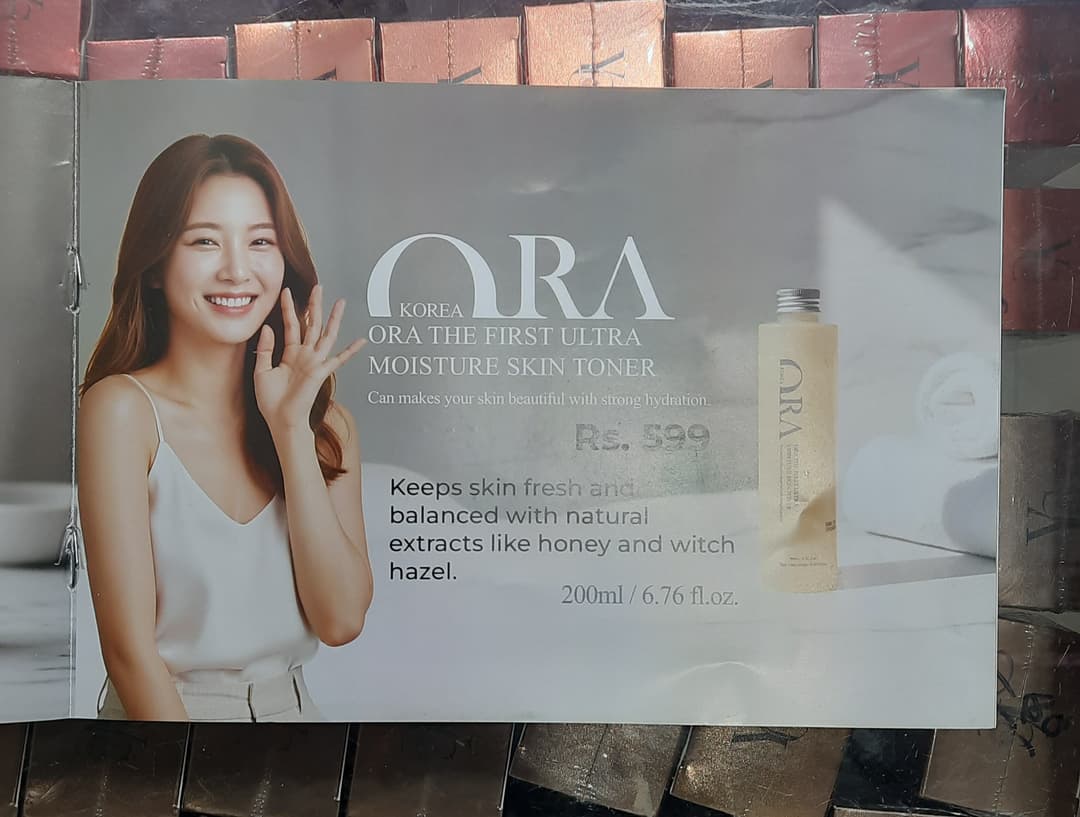 ORA
KOREA
ORA THE FIRST ULTRA
MOISTURE SKIN TONER
Can makes your skin beautiful with strong hydration.
Rs. 599
Keeps skin fresh and
balanced with natural
extracts like honey and witch
hazel.
200ml / 6.76 fl.oz.
ORA